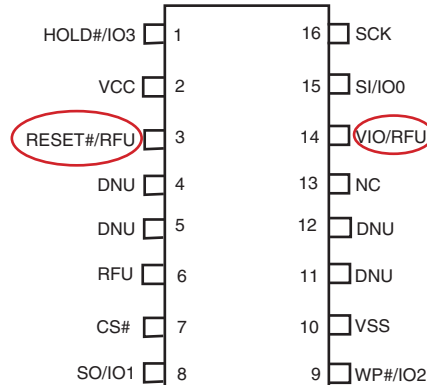 HOLD#/IO3 1 16 SCK
VCC 2 15 SI/IO0
RESET#/RFU 3 14 VIO/RFU
DNU 4 13 NC
DNU 5 12 DNU
RFU 6 11 DNU
CS# 7 10 VSS
SO/IO1 8 9 WP#/IO2